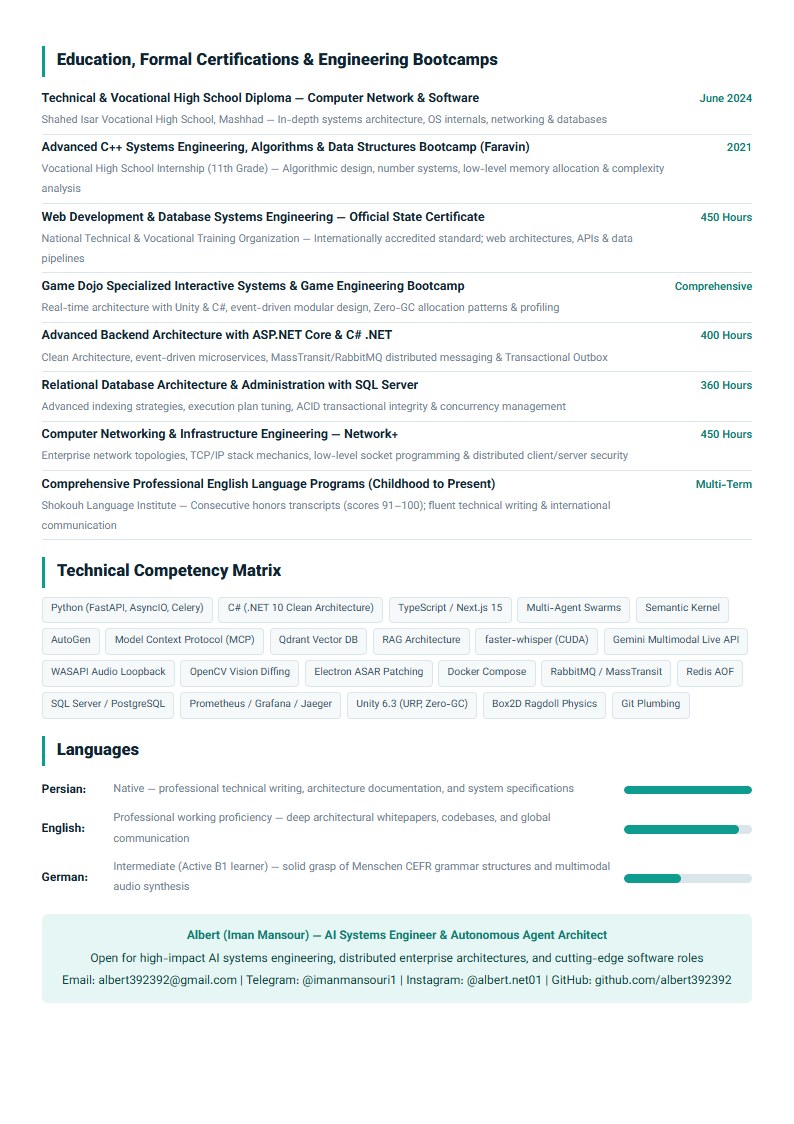 Education, Formal Certifications & Engineering Bootcamps
Technical & Vocational High School Diploma — Computer Network & Software
June 2024
Shahed Isar Vocational High School, Mashhad — In-depth systems architecture, OS internals, networking & databases
Advanced C++ Systems Engineering, Algorithms & Data Structures Bootcamp (Faravin)
2021
Vocational High School Internship (11th Grade) — Algorithmic design, number systems, low-level memory allocation & complexity
analysis
Web Development & Database Systems Engineering — Official State Certificate
450 Hours
National Technical & Vocational Training Organization — Internationally accredited standard; web architectures, APIs & data
pipelines
Game Dojo Specialized Interactive Systems & Game Engineering Bootcamp
Comprehensive
Real-time architecture with Unity & C#, event-driven modular design, Zero-GC allocation patterns & profiling
Advanced Backend Architecture with ASP.NET Core & C# .NET
400 Hours
Clean Architecture, event-driven microservices, MassTransit/RabbitMQ distributed messaging & Transactional Outbox
Relational Database Architecture & Administration with SQL Server
360 Hours
Advanced indexing strategies, execution plan tuning, ACID transactional integrity & concurrency management
Computer Networking & Infrastructure Engineering — Network+
450 Hours
Enterprise network topologies, TCP/IP stack mechanics, low-level socket programming & distributed client/server security
Comprehensive Professional English Language Programs (Childhood to Present)
Multi-Term
Shokouh Language Institute — Consecutive honors transcripts (scores 91–100); fluent technical writing & international
communication
Technical Competency Matrix
Python (FastAPI, AsyncIO, Celery) C# (.NET 10 Clean Architecture) TypeScript / Next.js 15 Multi-Agent Swarms Semantic Kernel
AutoGen Model Context Protocol (MCP) Qdrant Vector DB RAG Architecture faster-whisper (CUDA) Gemini Multimodal Live API
WASAPI Audio Loopback OpenCV Vision Diffing Electron ASAR Patching Docker Compose RabbitMQ / MassTransit Redis AOF
SQL Server / PostgreSQL Prometheus / Grafana / Jaeger Unity 6.3 (URP, Zero-GC) Box2D Ragdoll Physics Git Plumbing
Languages
Persian: Native — professional technical writing, architecture documentation, and system specifications
English: Professional working proficiency — deep architectural whitepapers, codebases, and global
communication
German: Intermediate (Active B1 learner) — solid grasp of Menschen CEFR grammar structures and multimodal
audio synthesis
Albert (Iman Mansour) — AI Systems Engineer & Autonomous Agent Architect
Open for high-impact AI systems engineering, distributed enterprise architectures, and cutting-edge software roles
Email: albert392392@gmail.com | Telegram: @imanmansouri1 | Instagram: @albert.net01 | GitHub: github.com/albert392392